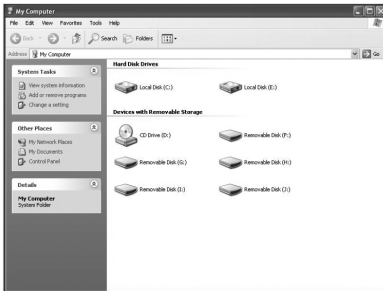 My Computer
File Edit View Favorites Tools Help
Back Search Folders
Address My Computer Go
System Tasks
View system information
Add or remove programs
Change a setting
Other Places
My Network Places
My Documents
Control Panel
Details
My Computer
System Folder
Hard Disk Drives
Local Disk (C:) Local Disk (E:)
Devices with Removable Storage
CD Drive (D:) Removable Disk (F:)
Removable Disk (G:) Removable Disk (H:)
Removable Disk (I:) Removable Disk (J:)